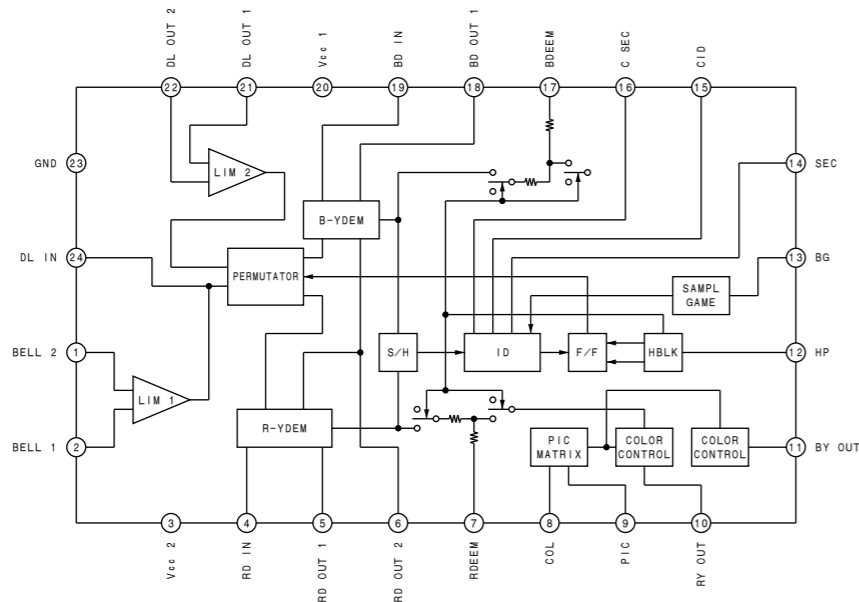 DL OUT 2
DL OUT 1
Vcc 1
BD IN
BD OUT 1
BDEEM
C SEC
CID
22
21
20
19
18
17
16
15
GND
23
14
SEC
LIM 2
B-YDEM
DL IN
24
PERMUTATOR
13
BG
SAMPL
GAME
BELL 2
1
S/H
ID
F/F
HBLK
12
HP
LIM 1
BELL 1
2
R-YDEM
PIC
MATRIX
COLOR
CONTROL
COLOR
CONTROL
11
BY OUT
3
4
5
6
7
8
9
10
Vcc 2
RD IN
RD OUT 1
RD OUT 2
RDEEM
COL
PIC
RY OUT